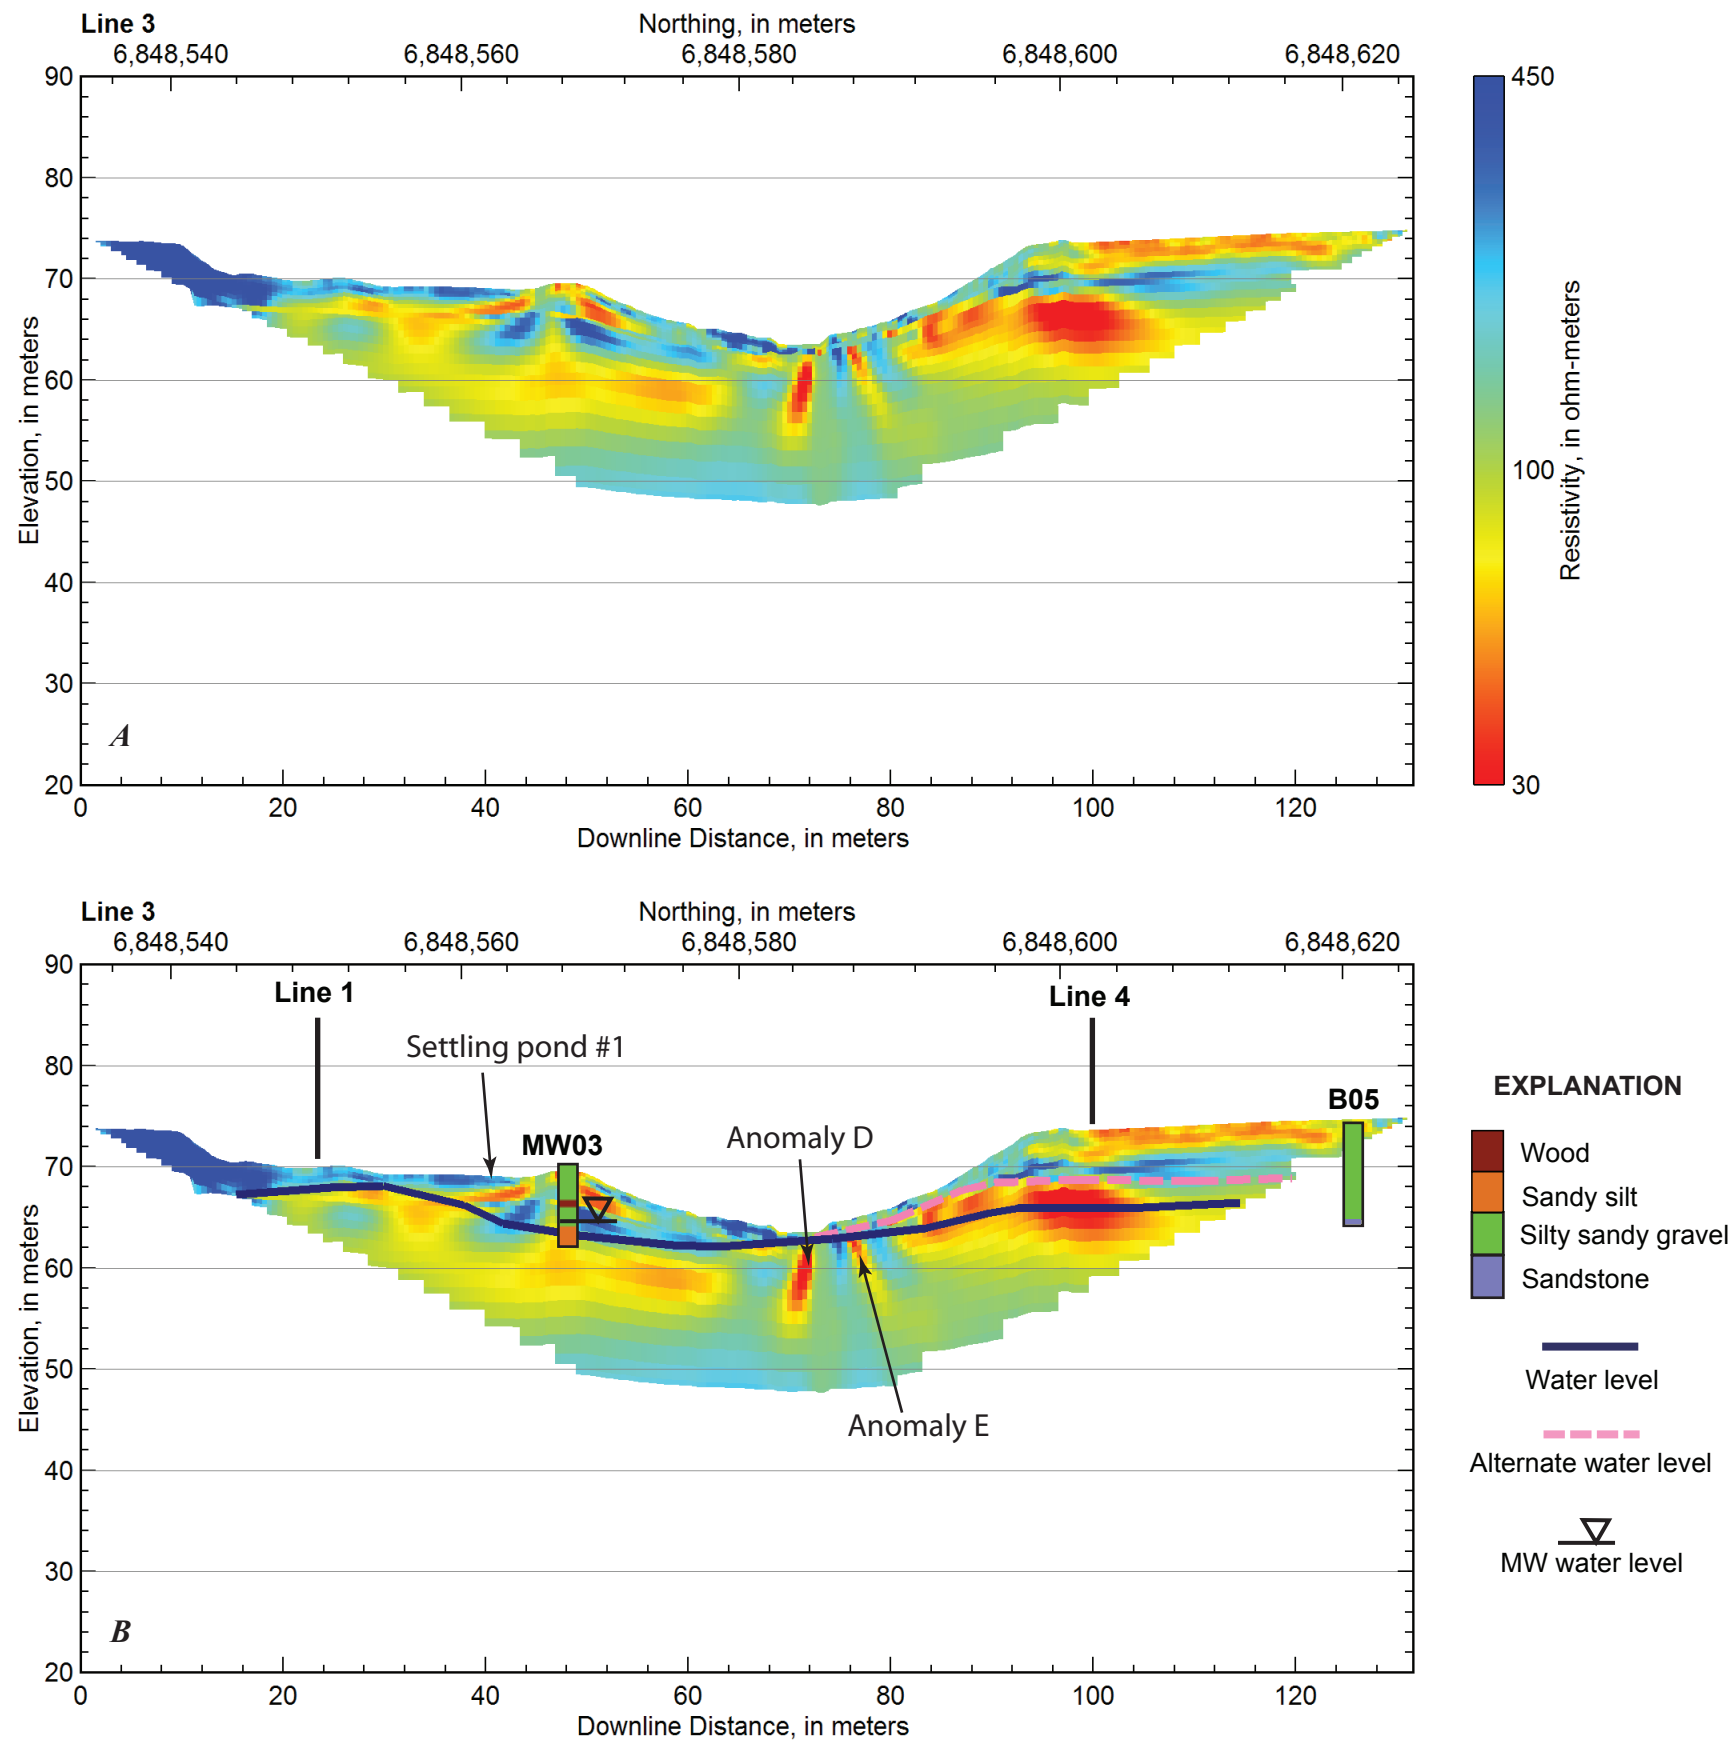 Line 3
Northing, in meters
6,848,540 6,848,560 6,848,580 6,848,600 6,848,620
90
80
70
60
50
40
30
20
Elevation, in meters
A
0 20 40 60 80 100 120
Downline Distance, in meters
450
100
30
Resistivity, in ohm-meters
Line 3
Northing, in meters
6,848,540 6,848,560 6,848,580 6,848,600 6,848,620
90
80
70
60
50
40
30
20
Elevation, in meters
Line 1
Line 4
Settling pond #1
MW03
Anomaly D
B05
Anomaly E
B
0 20 40 60 80 100 120
Downline Distance, in meters
EXPLANATION
Wood
Sandy silt
Silty sandy gravel
Sandstone
Water level
Alternate water level
MW water level